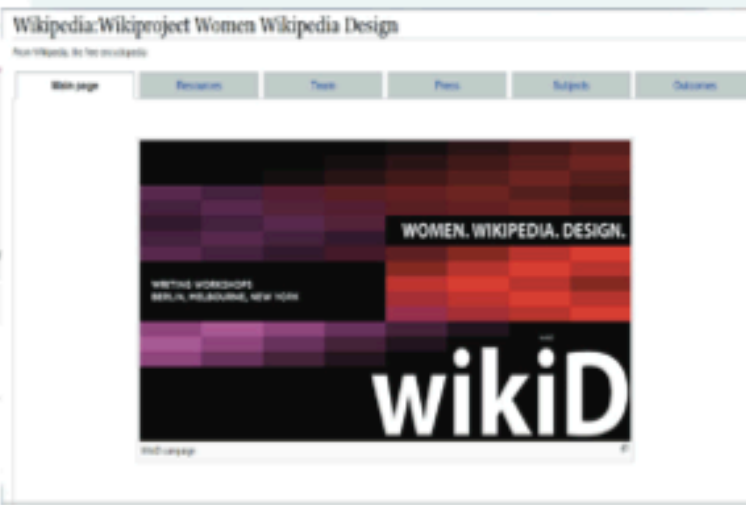 Wikipedia:Wikiproject Women Wikipedia Design
From Wikipedia, the free encyclopedia
Main page Resources Team Press Subjects Outcomes
WOMEN. WIKIPEDIA. DESIGN.
WRITING WORKSHOPS
BERLIN, MELBOURNE, NEW YORK
wikiD
WikiD campaign